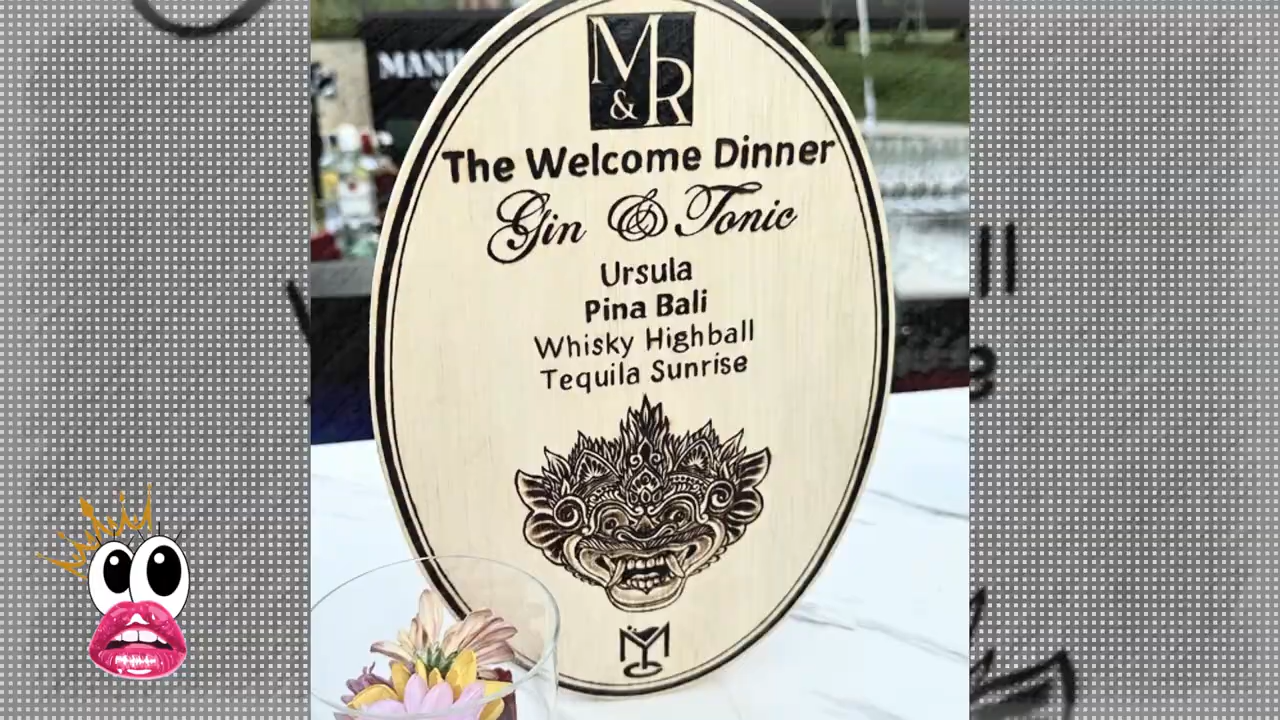 M
& R
The Welcome Dinner
Gin & Tonic
Ursula
Pina Bali
Whisky Highball
Tequila Sunrise